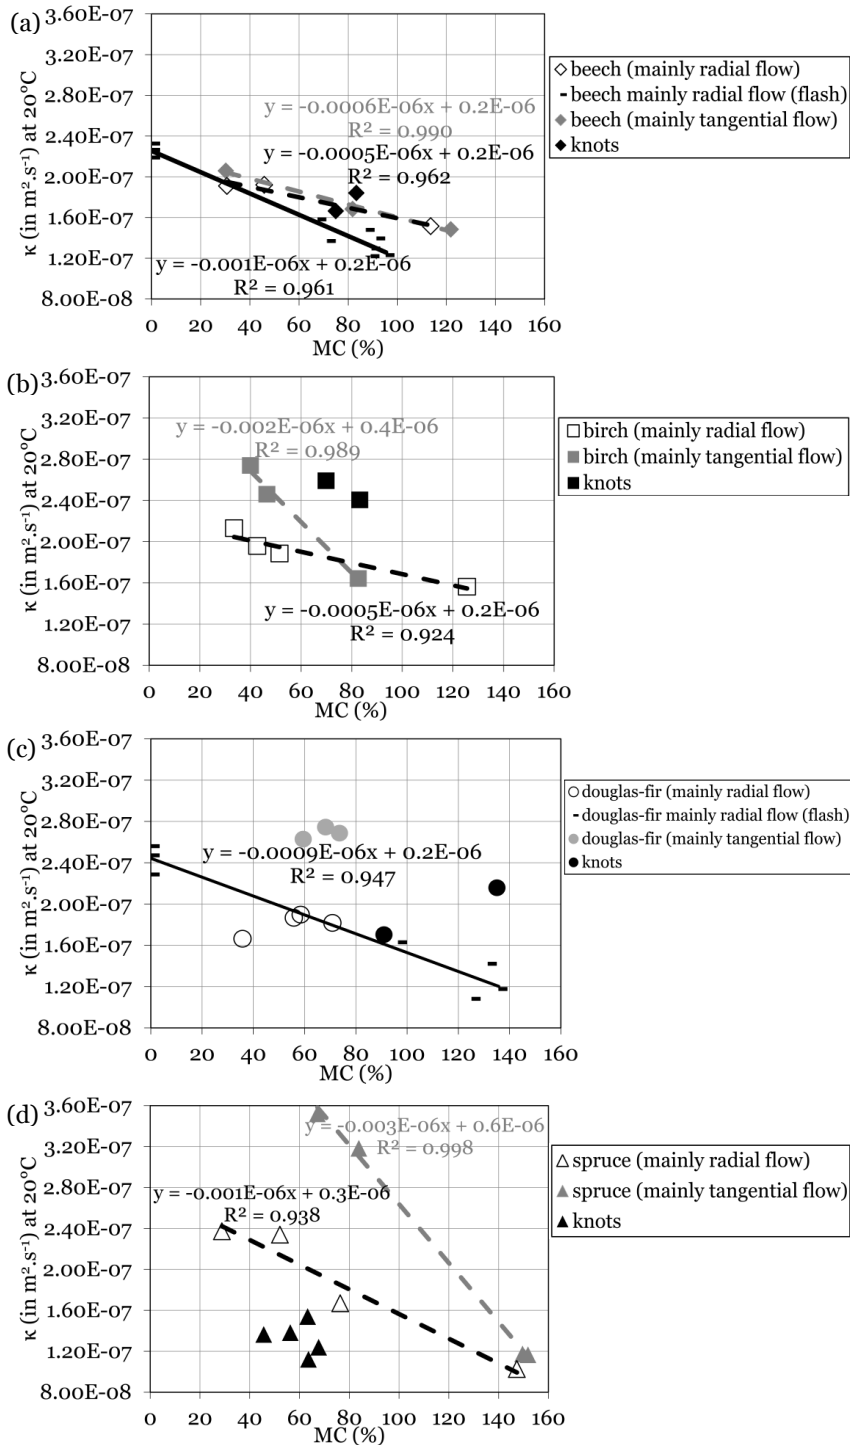 (a)
3.60E-07
3.20E-07
2.80E-07
2.40E-07
2.00E-07
1.60E-07
1.20E-07
8.00E-08
κ (in m².s⁻¹) at 20°C
y = -0.0006E-06x + 0.2E-06
R² = 0.990
y = -0.0005E-06x + 0.2E-06
R² = 0.962
y = -0.001E-06x + 0.2E-06
R² = 0.961
0 20 40 60 80 100 120 140 160
MC (%)
beech (mainly radial flow)
beech mainly radial flow (flash)
beech (mainly tangential flow)
knots
(b)
3.60E-07
3.20E-07
2.80E-07
2.40E-07
2.00E-07
1.60E-07
1.20E-07
8.00E-08
κ (in m².s⁻¹) at 20°C
y = -0.002E-06x + 0.4E-06
R² = 0.989
y = -0.0005E-06x + 0.2E-06
R² = 0.924
0 20 40 60 80 100 120 140 160
MC (%)
birch (mainly radial flow)
birch (mainly tangential flow)
knots
(c)
3.60E-07
3.20E-07
2.80E-07
2.40E-07
2.00E-07
1.60E-07
1.20E-07
8.00E-08
κ (in m².s⁻¹) at 20°C
y = -0.0009E-06x + 0.2E-06
R² = 0.947
0 20 40 60 80 100 120 140 160
MC (%)
douglas-fir (mainly radial flow)
douglas-fir mainly radial flow (flash)
douglas-fir (mainly tangential flow)
knots
(d)
3.60E-07
3.20E-07
2.80E-07
2.40E-07
2.00E-07
1.60E-07
1.20E-07
8.00E-08
κ (in m².s⁻¹) at 20°C
y = -0.003E-06x + 0.6E-06
R² = 0.998
y = -0.001E-06x + 0.3E-06
R² = 0.938
0 20 40 60 80 100 120 140 160
MC (%)
spruce (mainly radial flow)
spruce (mainly tangential flow)
knots